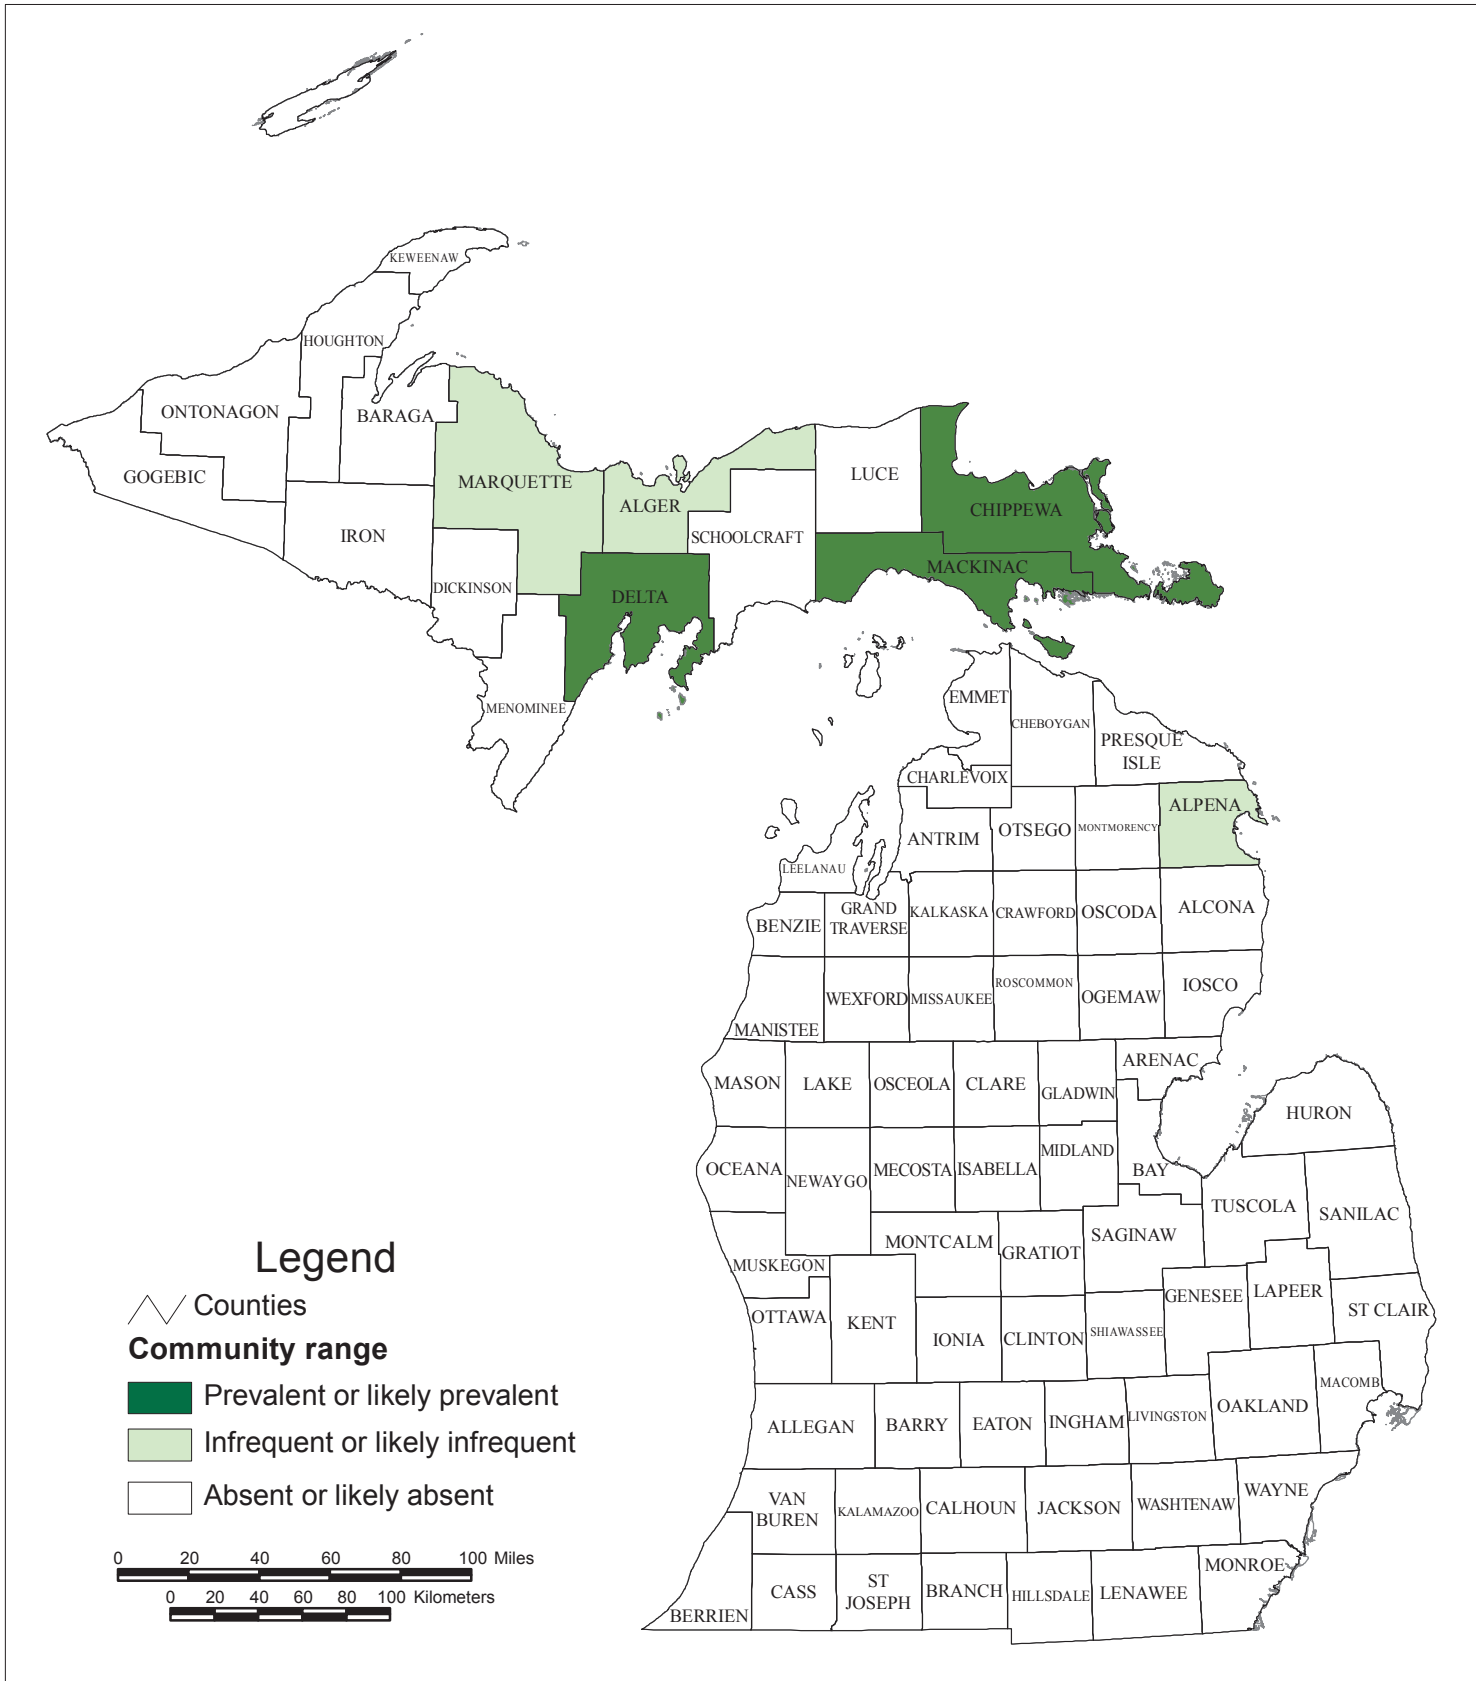 KEWEENAW
HOUGHTON
ONTONAGON
BARAGA
GOGEBIC
MARQUETTE
LUCE
ALGER
CHIPPEWA
IRON
SCHOOLCRAFT
MACKINAC
DICKINSON
DELTA
MENOMINEE
EMMET
CHEBOYGAN
PRESQUE
ISLE
CHARLEVOIX
ALPENA
ANTRIM
OTSEGO
MONTMORENCY
LEELANAU
BENZIE
GRAND
TRAVERSE
KALKASKA
CRAWFORD
OSCODA
ALCONA
MANISTEE
WEXFORD
MISSAUKEE
ROSCOMMON
OGEMAW
IOSCO
ARENAC
MASON
LAKE
OSCEOLA
CLARE
GLADWIN
HURON
OCEANA
NEWAYGO
MECOSTA
ISABELLA
MIDLAND
BAY
TUSCOLA
SANILAC
MUSKEGON
MONTCALM
GRATIOT
SAGINAW
GENESEE
LAPEER
ST CLAIR
OTTAWA
KENT
IONIA
CLINTON
SHIAWASSEE
OAKLAND
MACOMB
ALLEGAN
BARRY
EATON
INGHAM
LIVINGSTON
VAN
BUREN
KALAMAZOO
CALHOUN
JACKSON
WASHTENAW
WAYNE
BERRIEN
CASS
ST
JOSEPH
BRANCH
HILLSDALE
LENAWEE
MONROE
Legend
Counties
Community range
Prevalent or likely prevalent
Infrequent or likely infrequent
Absent or likely absent
0 20 40 60 80 100 Miles
0 20 40 60 80 100 Kilometers